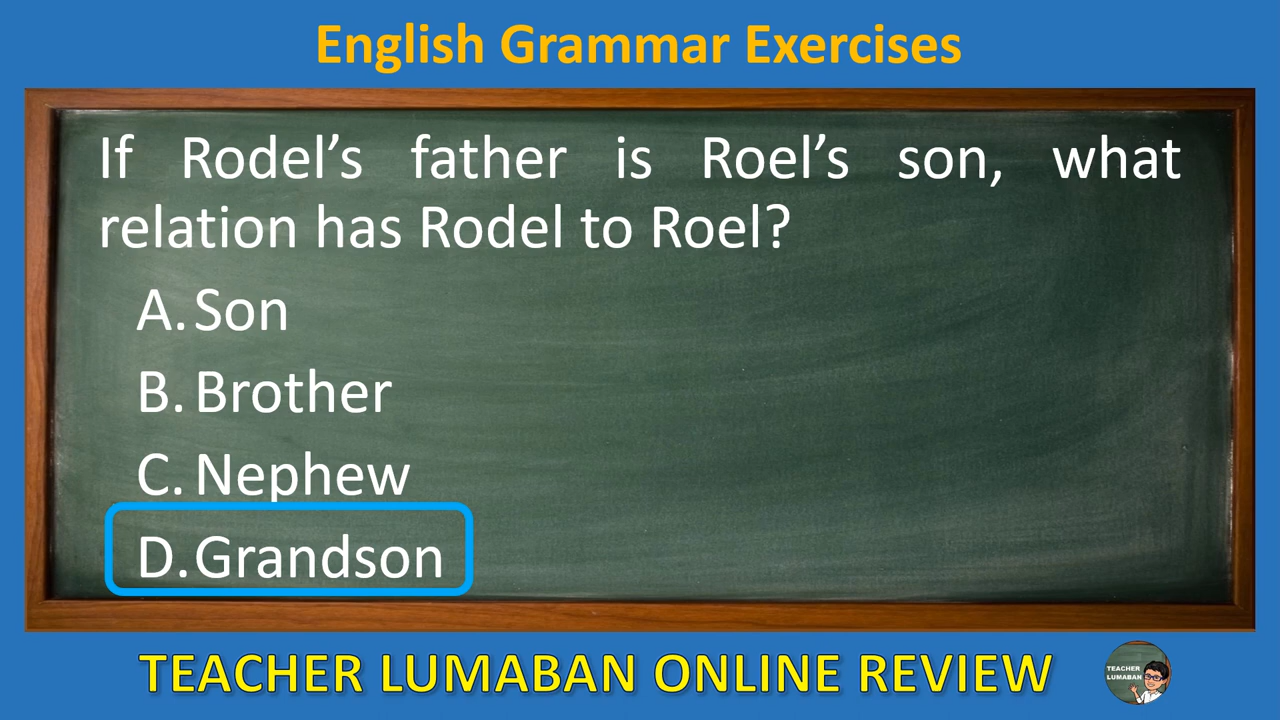 English Grammar Exercises
If Rodel’s father is Roel’s son, what
relation has Rodel to Roel?
A. Son
B. Brother
C. Nephew
D. Grandson
TEACHER LUMABAN ONLINE REVIEW
TEACHER
LUMABAN